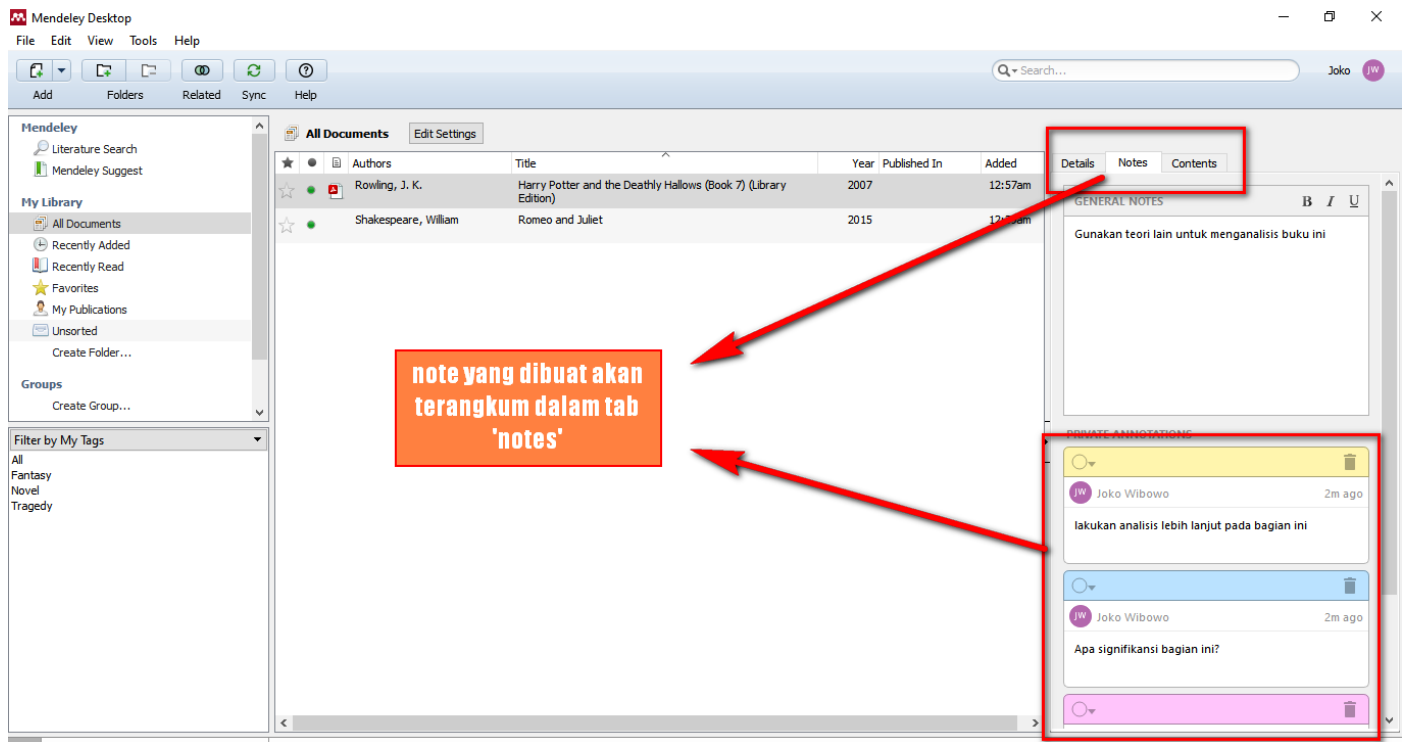 Mendeley Desktop
File Edit View Tools Help
Add Folders Related Sync Help
Search...
Joko JW
Mendeley
Literature Search
Mendeley Suggest
My Library
All Documents
Recently Added
Recently Read
Favorites
My Publications
Unsorted
Create Folder...
Groups
Create Group...
Filter by My Tags
All
Fantasy
Novel
Tragedy
All Documents Edit Settings
Authors Title Year Published In Added
Rowling, J. K. Harry Potter and the Deathly Hallows (Book 7) (Library 2007 12:57am
Edition)
Shakespeare, William Romeo and Juliet 2015
note yang dibuat akan
terangkum dalam tab
'notes'
Details Notes Contents
GENERAL NOTES B I U
Gunakan teori lain untuk menganalisis buku ini
PRIVATE ANNOTATIONS
JW Joko Wibowo 2m ago
lakukan analisis lebih lanjut pada bagian ini
JW Joko Wibowo 2m ago
Apa signifikansi bagian ini?